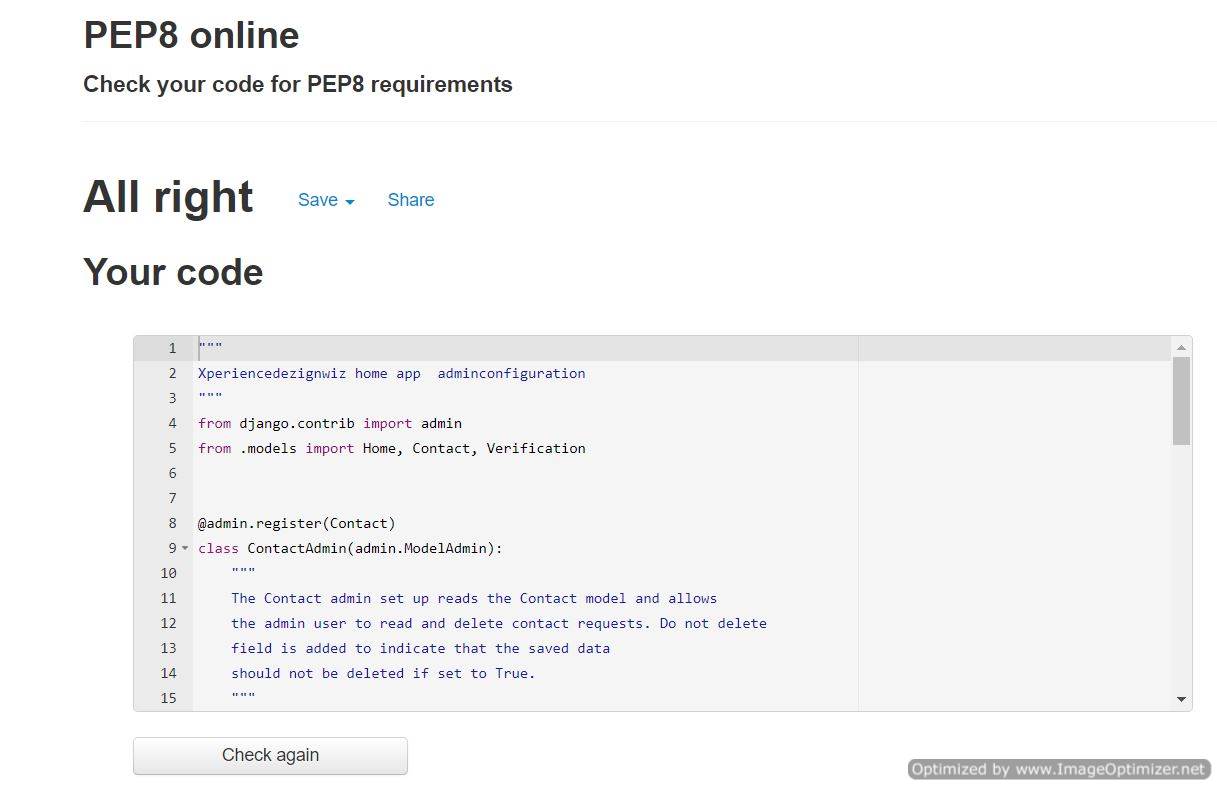 PEP8 online
Check your code for PEP8 requirements
All right Save Share
Your code
1 """
2 Xperiencedezignwiz home app  adminconfiguration
3 """
4 from django.contrib import admin
5 from .models import Home, Contact, Verification
6
7
8 @admin.register(Contact)
9 class ContactAdmin(admin.ModelAdmin):
10     """
11     The Contact admin set up reads the Contact model and allows
12     the admin user to read and delete contact requests. Do not delete
13     field is added to indicate that the saved data
14     should not be deleted if set to True.
15     """
Check again
Optimized by www.ImageOptimizer.net